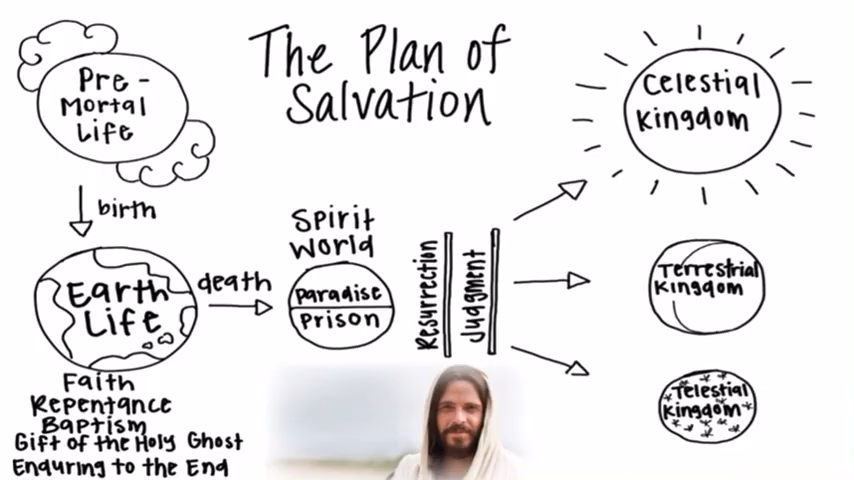 The Plan of
Salvation
Pre-
Mortal
Life
birth
Earth
Life
death
Faith
Repentance
Baptism
Gift of the Holy Ghost
Enduring to the End
Spirit
World
Paradise
Prison
Resurrection
Judgment
Celestial
Kingdom
Terrestrial
Kingdom
Telestial
Kingdom